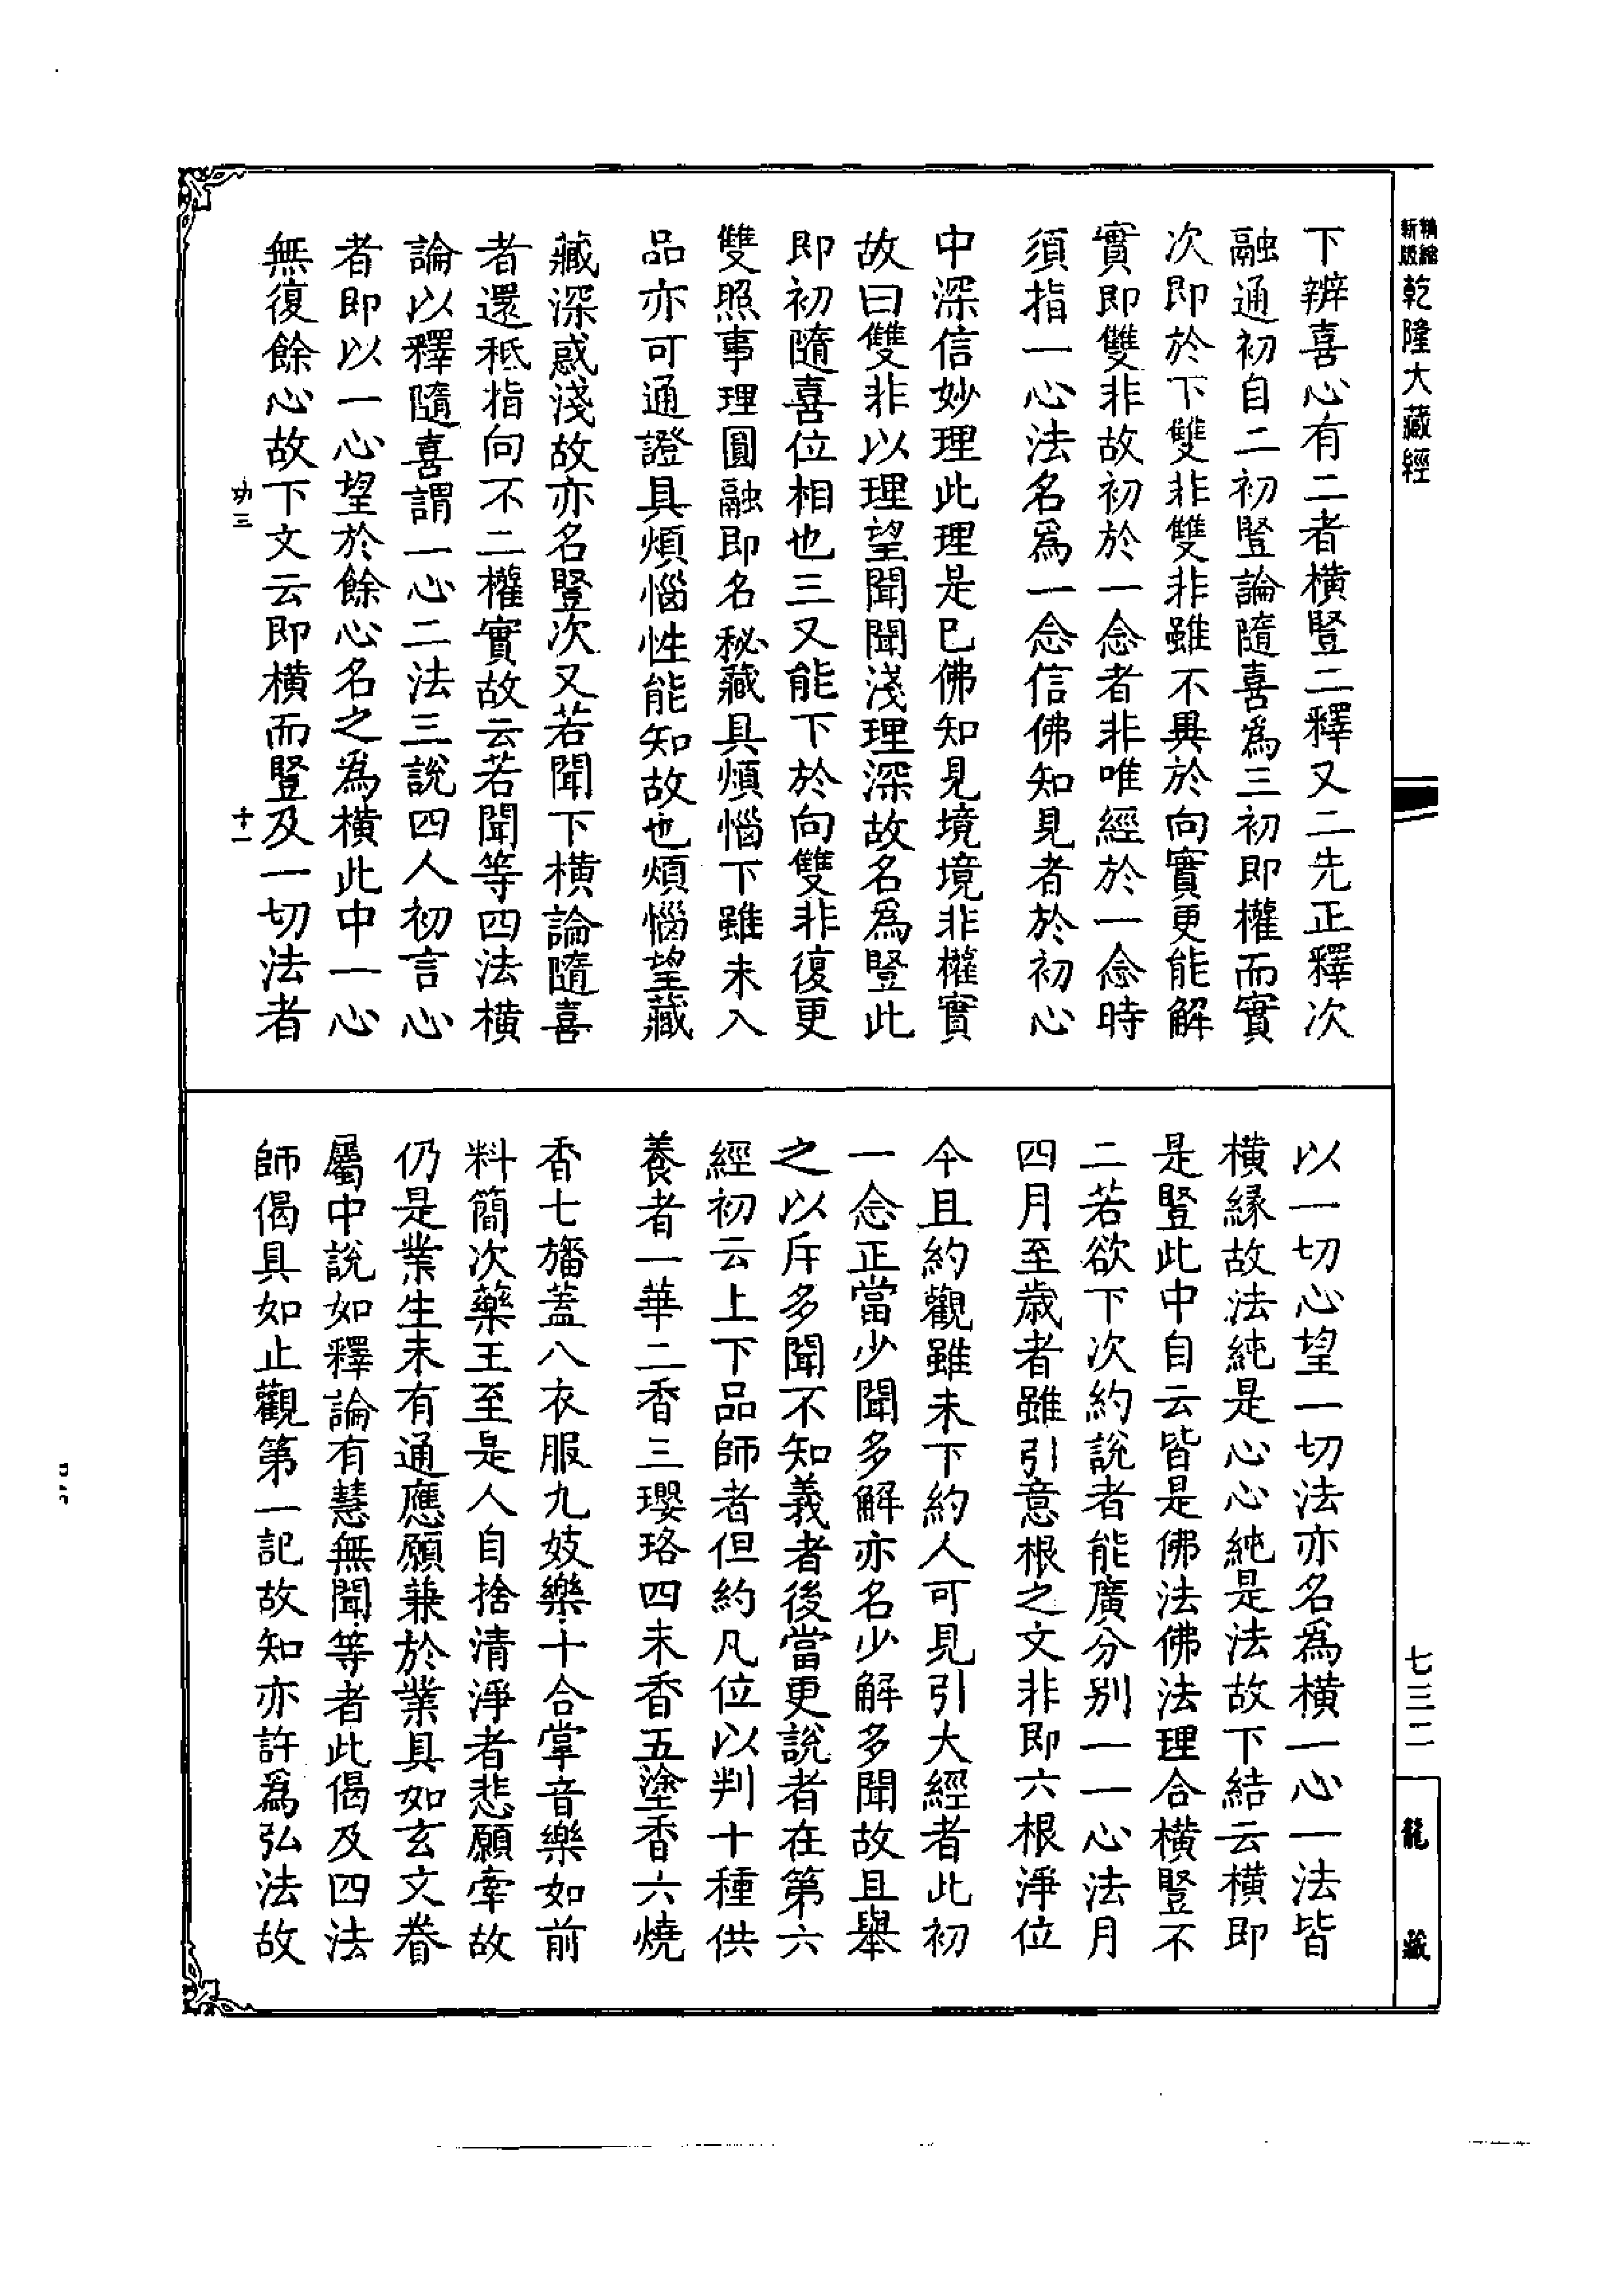 精縮
新版
乾隆大藏經
下辨喜心有二者橫豎二釋又二先正釋次
融通初自二初豎論隨喜爲三初即權而實
次即於下雙非雙非雖不異於向實更能解
實即雙非故初於一念者非唯經於一念時
須指一心法名爲一念信佛知見者於初心
中深信妙理此理是已佛知見境境非權實
故曰雙非以理望聞聞淺理深故名爲豎此
即初隨喜位相也三又能下於向雙非復更
雙照事理圓融即名秘藏具煩惱下雖未入
品亦可通證具煩惱性能知故也煩惱望藏
藏深惑淺故亦名豎次又若聞下橫論隨喜
者還秖指向不二權實故云若聞等四法橫
論以釋隨喜謂一心二法三說四人初言心
者即以一心望於餘心名之爲橫此中一心
無復餘心故下文云即橫而豎及一切法者
功三
十一
以一切心望一切法亦名爲橫一心一法皆
橫緣故法純是心心純是法故下結云橫即
是豎此中自云皆是佛法佛法理合橫豎不
二若欲下次約說者能廣分別一一心法月
四月至歲者雖引意根之文非即六根淨位
今且約觀雖未下約人可見引大經者此初
一念正當少聞多解亦名少解多聞故且舉
之以斥多聞不知義者後當更說者在第六
經初云上下品師者但約凡位以判十種供
養者一華二香三瓔珞四末香五塗香六燒
香七旛蓋八衣服九妓樂十合掌音樂如前
料簡次藥王至是人自捨清淨者悲願牽故
仍是業生未有通應願兼於業具如玄文眷
屬中說如釋論有慧無聞等者此偈及四法
師偈具如止觀第一記故知亦許爲弘法故
七三二
龍藏